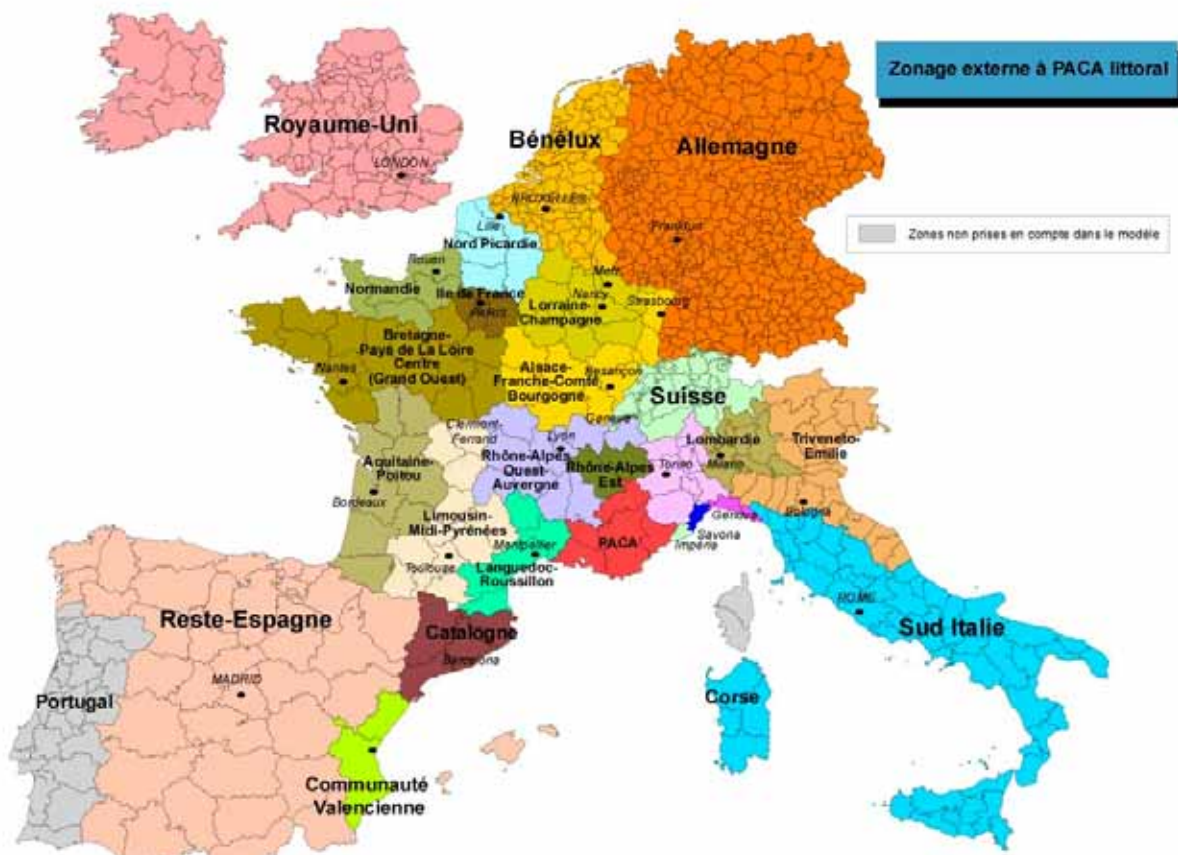 Zonage externe à PACA littoral
Royaume-Uni
LONDON
Bénélux
Allemagne
BRUXELLES
Frankfurt
Zones non prises en compte dans le modèle
Lille
Nord Picardie
Rouen
Normandie
Ile de France
PARIS
Metz
Nancy
Strasbourg
Lorraine-
Champagne
Bretagne-
Pays de La Loire
Centre
(Grand Ouest)
Nantes
Alsace-
Franche-Comté
Bourgogne
Besançon
Suisse
Genève
Clermont-
Ferrand
Lyon
Rhône-Alpes
Ouest-
Auvergne
Rhône-Alpes
Est
Torino
Lombardie
Milano
Triveneto-
Emilie
Aquitaine-
Poitou
Bordeaux
Bologna
Genova
Savona
Imperia
Limousin-
Midi-Pyrénées
Toulouse
Montpellier
PACA
Languedoc-
Roussillon
Reste-Espagne
Catalogne
Barcelona
ROME
Sud Italie
MADRID
Portugal
Corse
Communauté
Valencienne